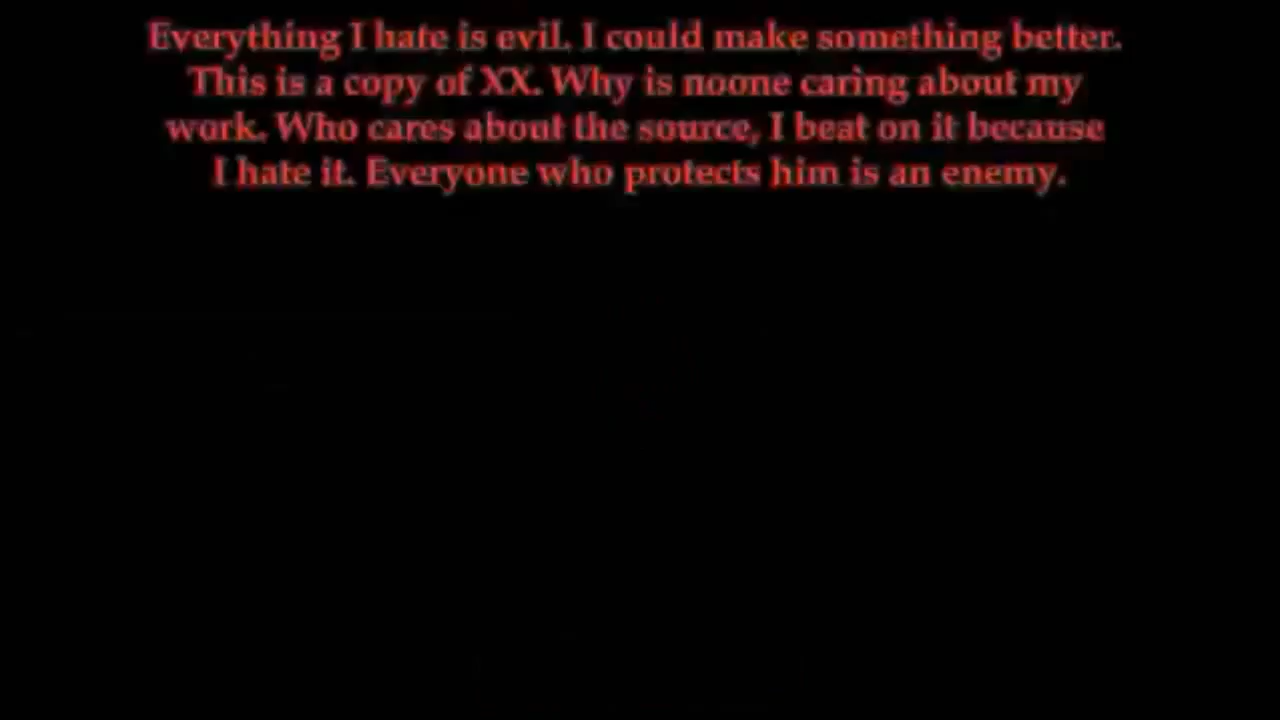 Everything I hate is evil. I could make something better.
This is a copy of XX. Why is noone caring about my
work. Who cares about the source, I beat on it because
I hate it. Everyone who protects him is an enemy.